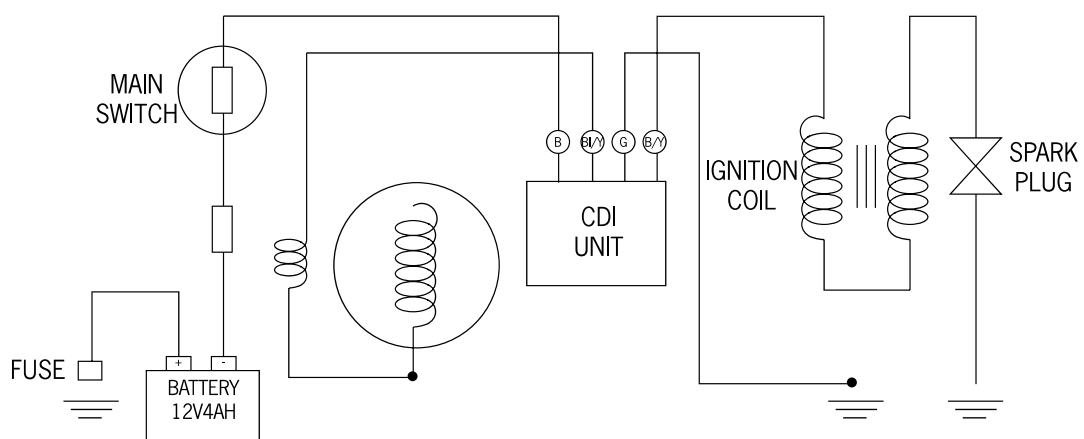 MAIN
SWITCH
B
Bl/Y
G
B/Y
CDI
UNIT
IGNITION
COIL
SPARK
PLUG
FUSE
+
-
BATTERY
12V4AH